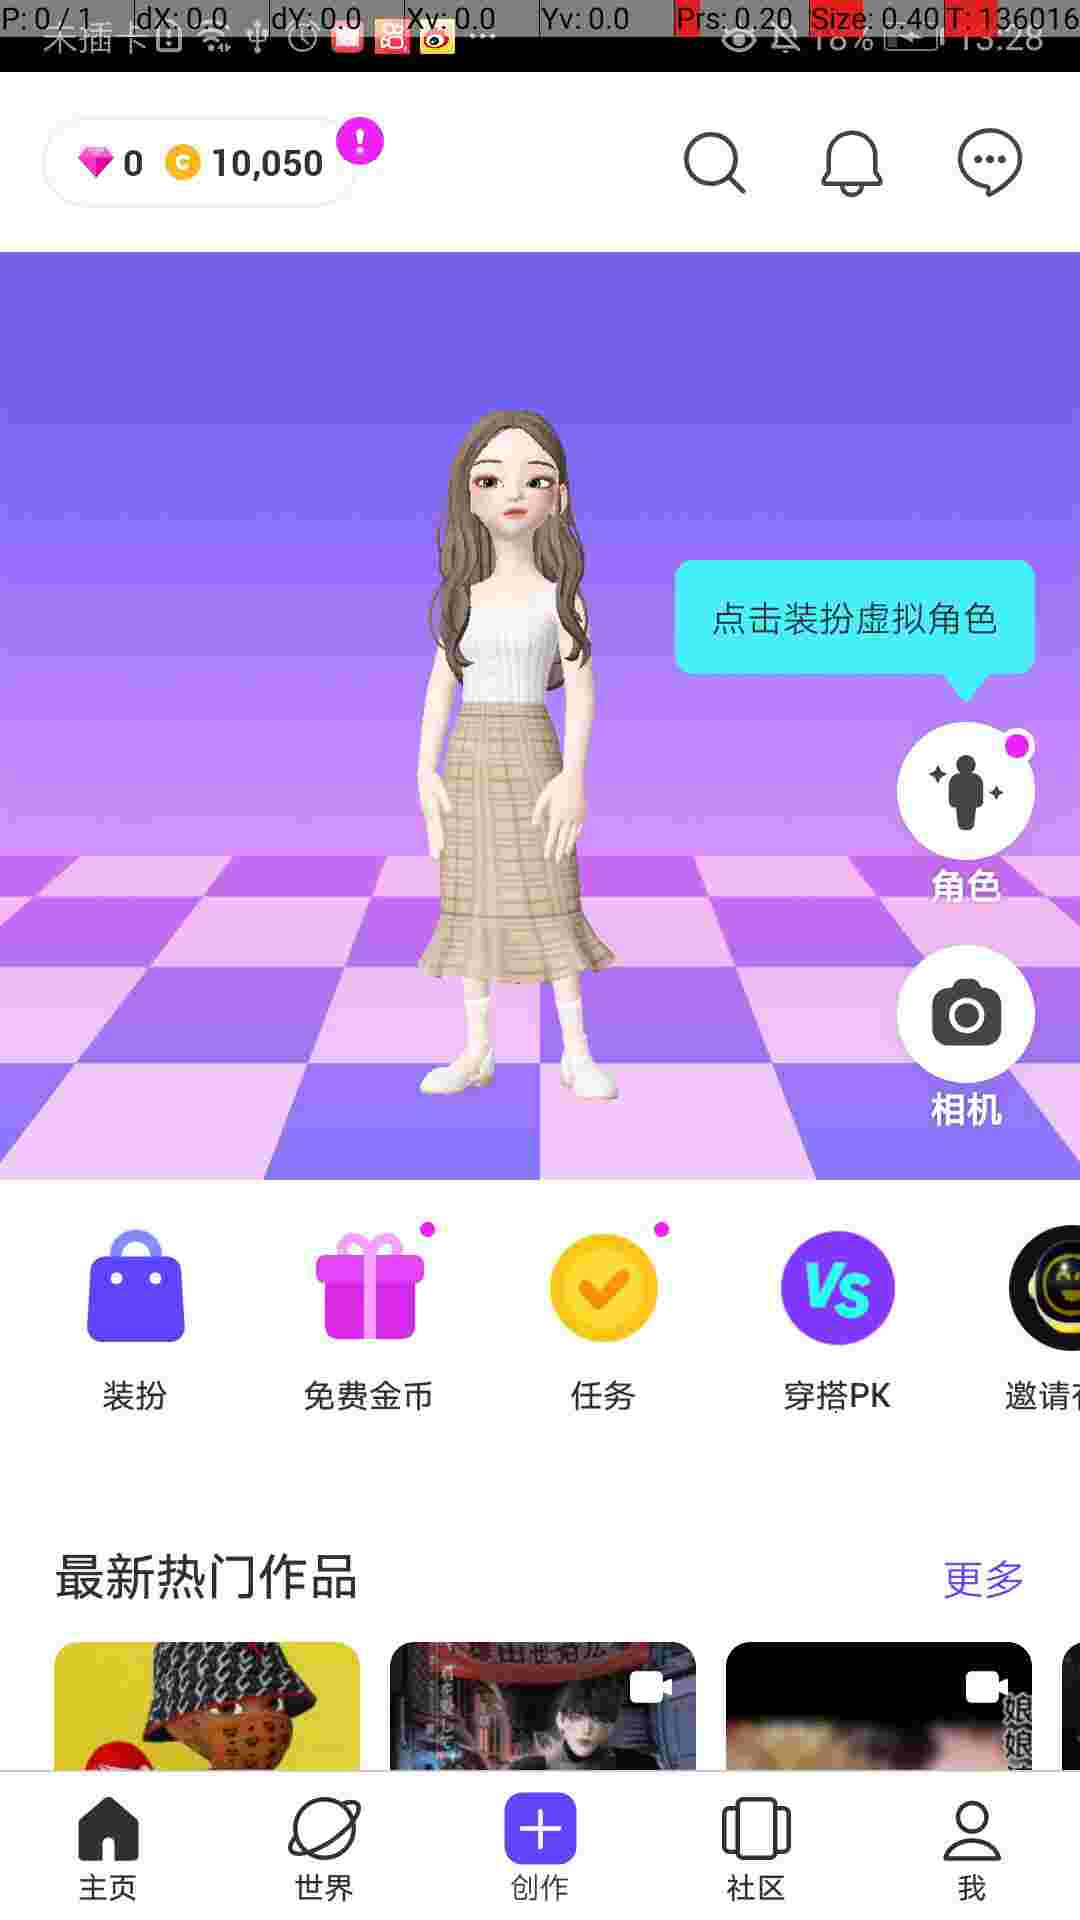 P: 0 / 1 dX: 0.0 dY: 0.0 Xv: 0.0 Yv: 0.0 Prs: 0.20 Size: 0.40 T: 136016
未插卡 18% 13:28
0 10,050
点击装扮虚拟角色
角色
相机
装扮 免费金币 任务 穿搭PK 邀请
最新热门作品 更多
娘娘
主页 世界 创作 社区 我